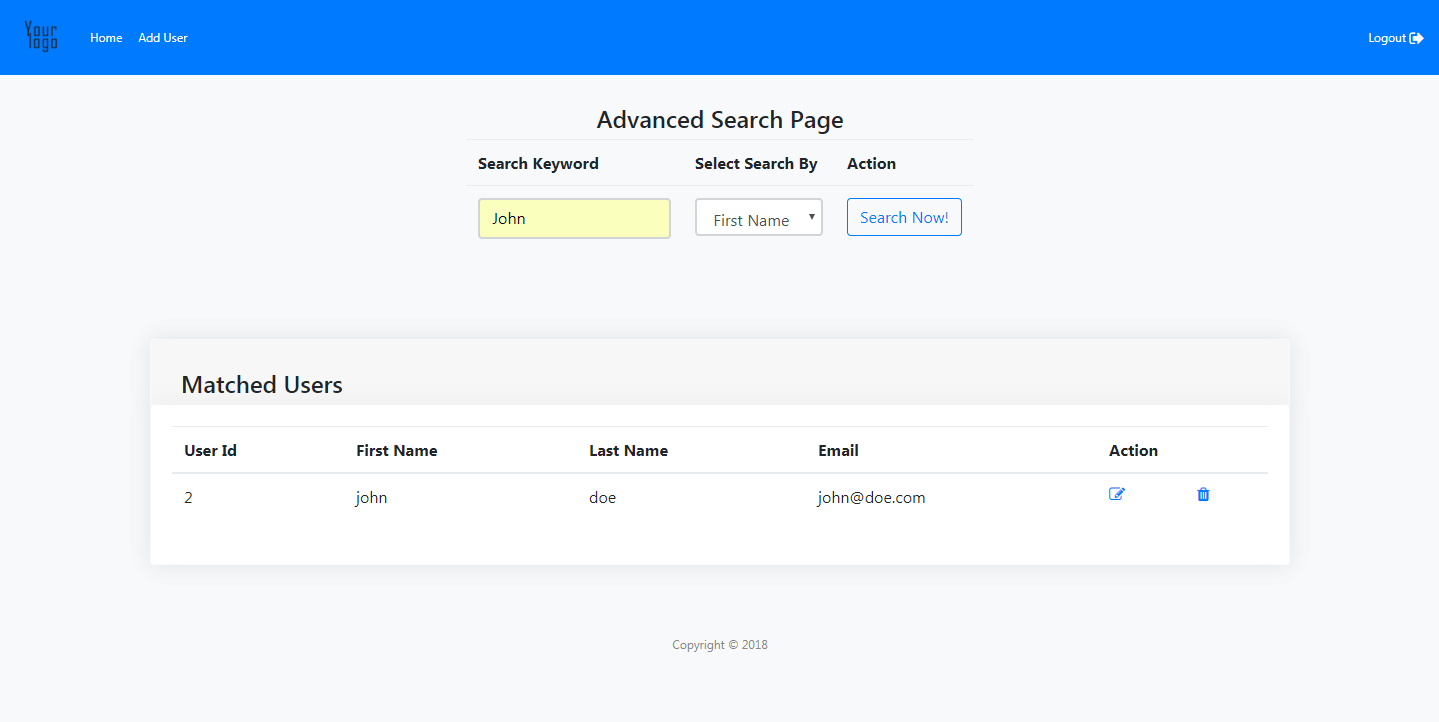 Your
logo
Home Add User Logout
Advanced Search Page
Search Keyword Select Search By Action
John First Name Search Now!
Matched Users
User Id First Name Last Name Email Action
2 john doe john@doe.com
Copyright © 2018